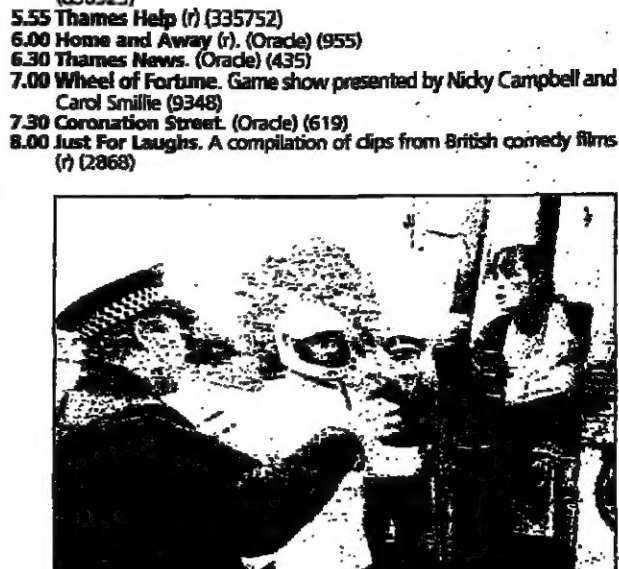 5.55 Thames Help (r) (335752)
6.00 Home and Away (r). (Oracle) (955)
6.30 Thames News. (Oracle) (435)
7.00 Wheel of Fortune. Game show presented by Nicky Campbell and
Carol Smillie (9348)
7.30 Coronation Street. (Oracle) (619)
8.00 Just For Laughs. A compilation of clips from British comedy films
(r) (2868)